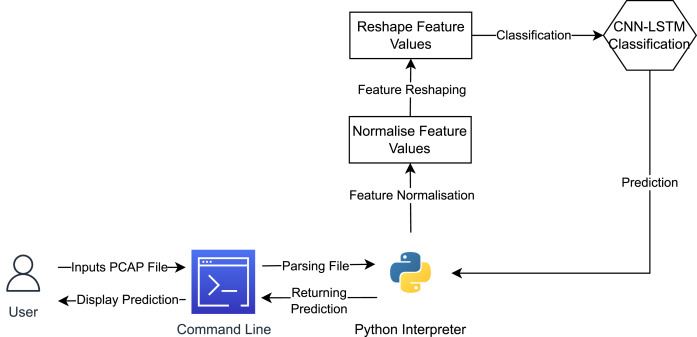 Reshape Feature
Values
Classification
CNN-LSTM
Classification
Feature Reshaping
Normalise Feature
Values
Feature Normalisation
Prediction
Inputs PCAP File
Parsing File
Display Prediction
Returning
Prediction
User
Command Line
Python Interpreter